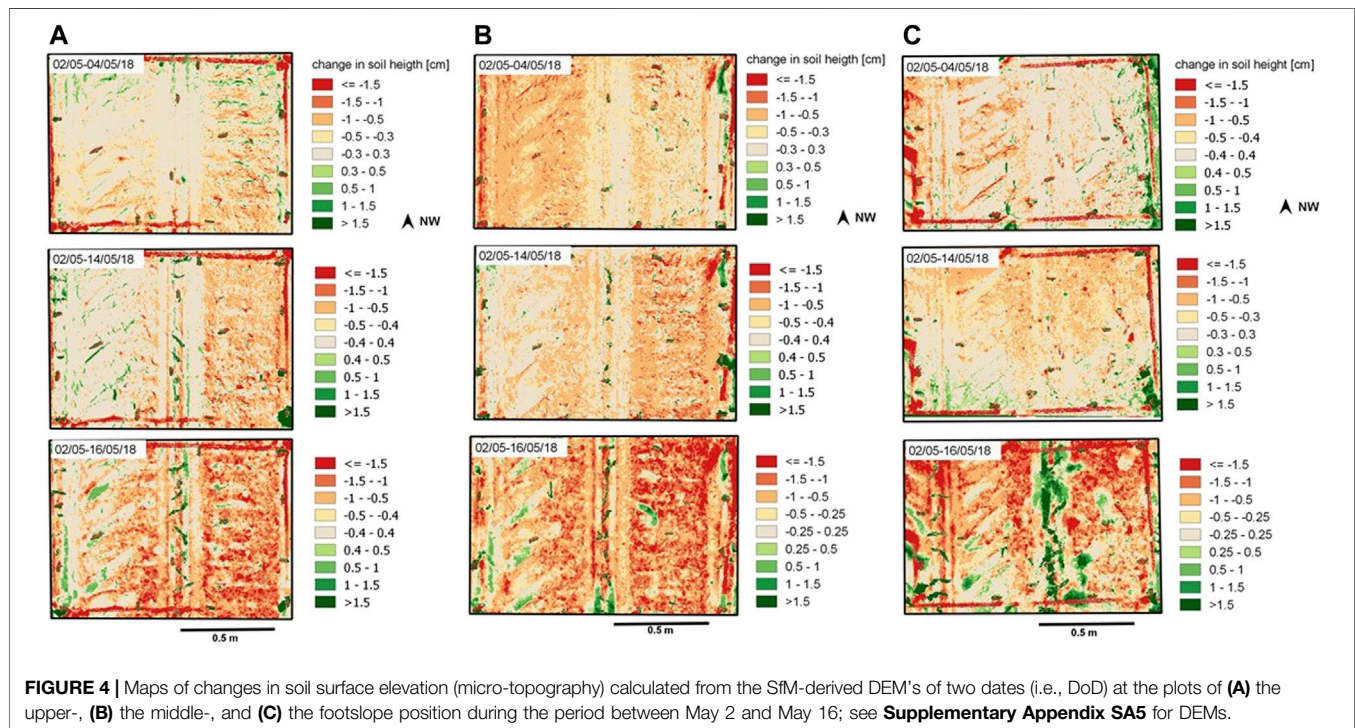 A
B
C
02/05-04/05/18
change in soil heigth [cm]
<= -1.5
-1.5 - -1
-1 - -0.5
-0.5 - -0.3
-0.3 - 0.3
0.3 - 0.5
0.5 - 1
1 - 1.5
> 1.5
NW
02/05-04/05/18
change in soil heigth [cm]
<= -1.5
-1.5 - -1
-1 - -0.5
-0.5 - -0.3
-0.3 - 0.3
0.3 - 0.5
0.5 - 1
1 - 1.5
> 1.5
NW
02/05-04/05/18
change in soil height [cm]
<= -1.5
-1.5 - -1
-1 - -0.5
-0.5 - -0.4
-0.4 - 0.4
0.4 - 0.5
0.5 - 1
1 - 1.5
>1.5
NW
02/05-14/05/18
<= -1.5
-1.5 - -1
-1 - -0.5
-0.5 - -0.4
-0.4 - 0.4
0.4 - 0.5
0.5 - 1
1 - 1.5
>1.5
02/05-14/05/18
<= -1.5
-1.5 - -1
-1 - -0.5
-0.5 - -0.4
-0.4 - 0.4
0.4 - 0.5
0.5 - 1
1 - 1.5
>1.5
02/05-14/05/18
<= -1.5
-1.5 - -1
-1 - -0.5
-0.5 - -0.3
-0.3 - 0.3
0.3 - 0.5
0.5 - 1
1 - 1.5
>1.5
02/05-16/05/18
<= -1.5
-1.5 - -1
-1 - -0.5
-0.5 - -0.4
-0.4 - 0.4
0.4 - 0.5
0.5 - 1
1 - 1.5
>1.5
0.5 m
02/05-16/05/18
<= -1.5
-1.5 - -1
-1 - -0.5
-0.5 - -0.25
-0.25 - 0.25
0.25 - 0.5
0.5 - 1
1 - 1.5
>1.5
0.5 m
02/05-16/05/18
<= -1.5
-1.5 - -1
-1 - -0.5
-0.5 - -0.25
-0.25 - 0.25
0.25 - 0.5
0.5 - 1
1 - 1.5
>1.5
0.5 m
FIGURE 4 | Maps of changes in soil surface elevation (micro-topography) calculated from the SfM-derived DEM's of two dates (i.e., DoD) at the plots of (A) the
upper-, (B) the middle-, and (C) the footslope position during the period between May 2 and May 16; see Supplementary Appendix SA5 for DEMs.